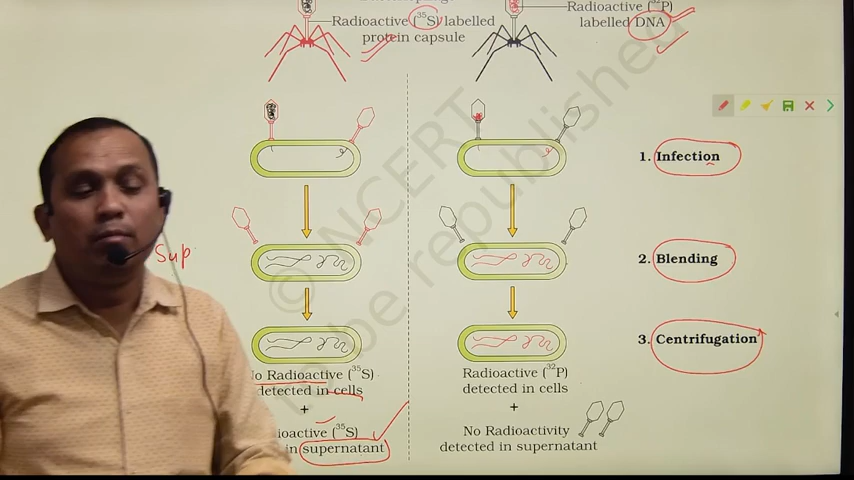 Radioactive (³⁵S) labelled
protein capsule
Radioactive (³²P)
labelled DNA
1. Infection
Sup
2. Blending
3. Centrifugation
No Radioactive (³⁵S)
detected in cells
+
ioactive (³⁵S)
in supernatant
Radioactive (³²P)
detected in cells
+
No Radioactivity
detected in supernatant
© NCERT
to be republished